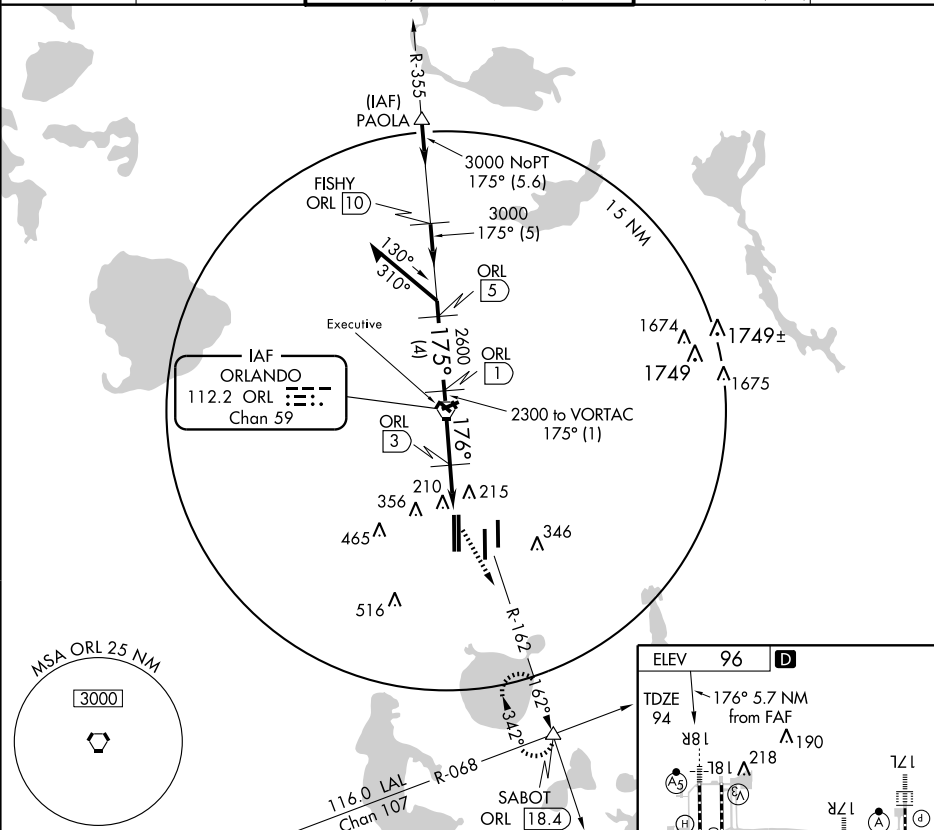 R-355
(IAF)
PAOLA
3000 NoPT
175° (5.6)
FISHY
ORL 10
3000
175° (5)
15 NM
130°
310°
ORL
5
Executive
2600
175°
(4)
ORL
1
1674
1749±
1749
1675
IAF
ORLANDO
112.2 ORL
Chan 59
2300 to VORTAC
175° (1)
ORL
3
176°
210
215
356
465
346
516
R-162
MSA ORL 25 NM
3000
162°
342°
R-068
116.0 LAL
Chan 107
SABOT
ORL 18.4
ELEV 96 D
TDZE
94
176° 5.7 NM
from FAF
18R
190
18L
218
17L
A5
V3
17R
H
A
P